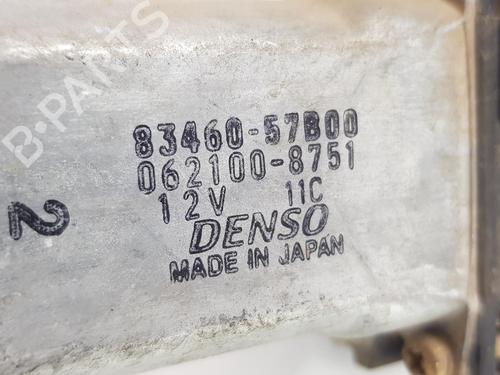 83460-57B00
062100-8751
12V 11C
DENSO
MADE IN JAPAN
2
B-PARTS